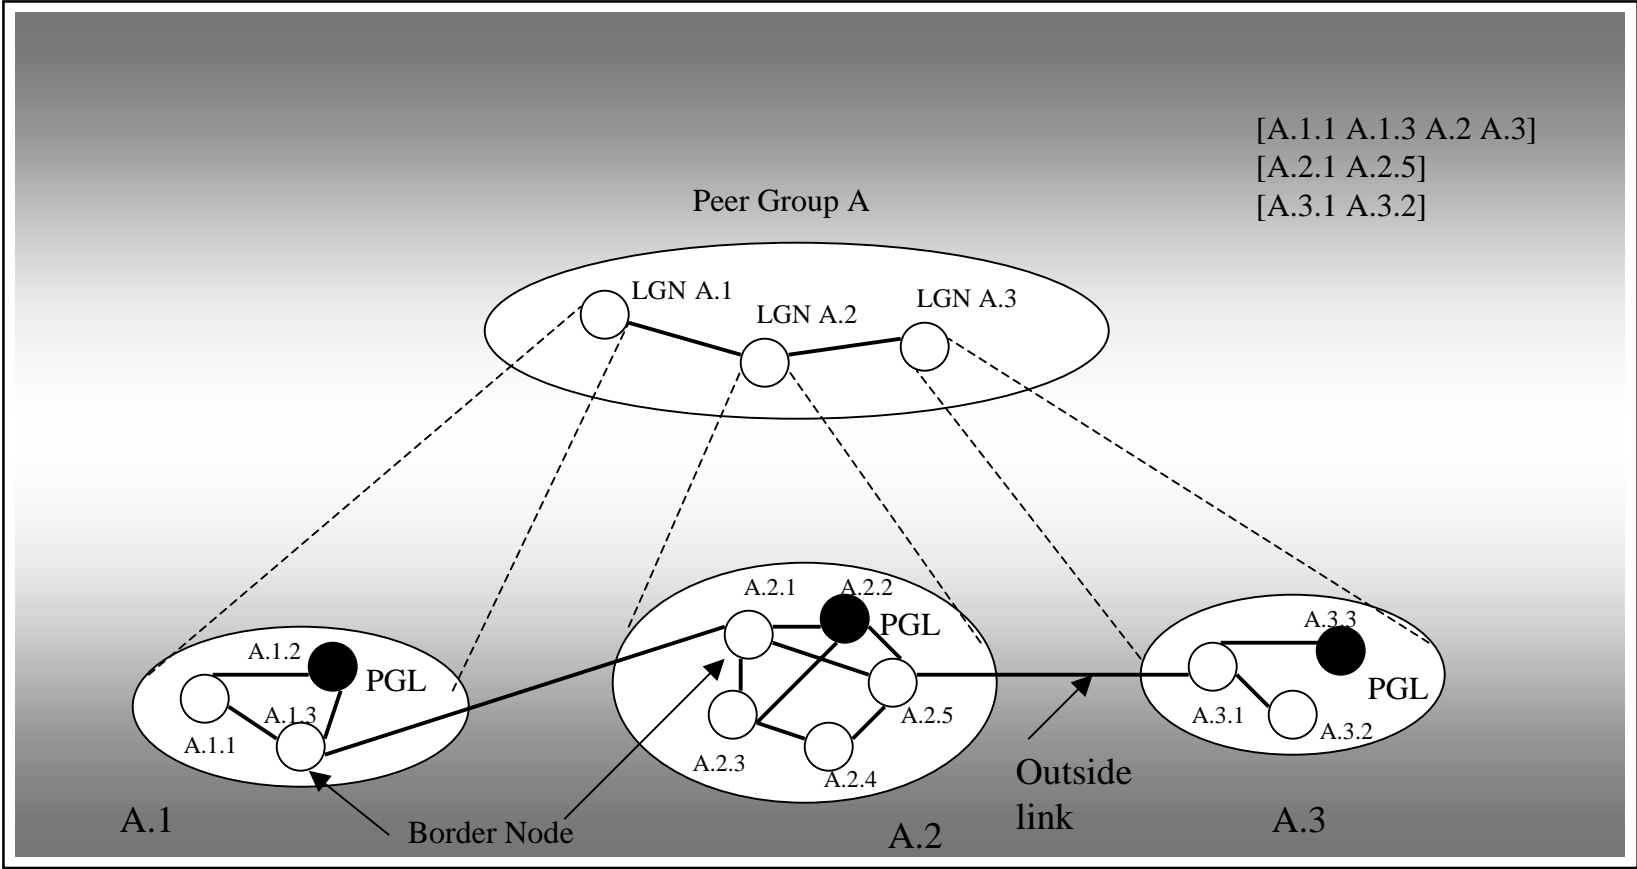 [A.1.1 A.1.3 A.2 A.3]
[A.2.1 A.2.5]
[A.3.1 A.3.2]
Peer Group A
LGN A.1
LGN A.2
LGN A.3
A.1.2
PGL
A.1.3
A.1.1
A.1
Border Node
A.2.1
A.2.2
PGL
A.2.5
A.2.3
A.2.4
A.2
Outside
link
A.3.3
PGL
A.3.1
A.3.2
A.3